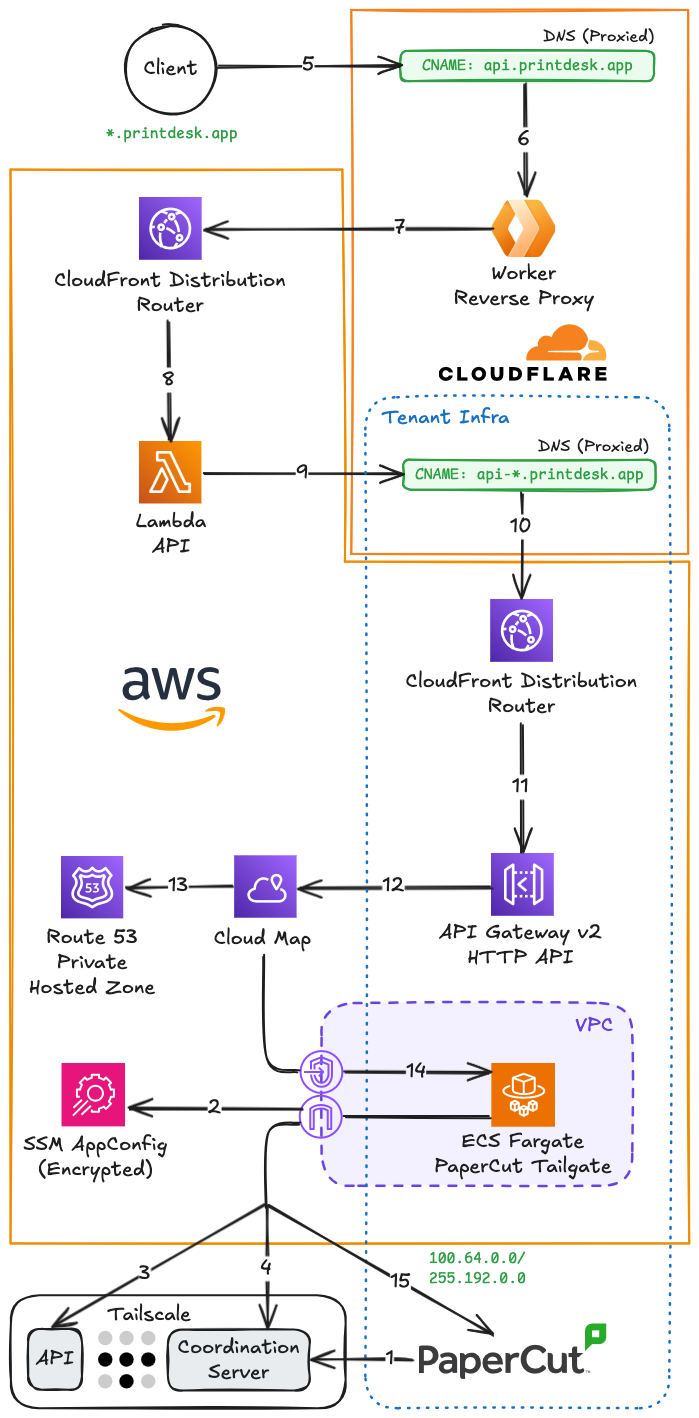 DNS (Proxied)
Client
5
CNAME: api.printdesk.app
*.printdesk.app
6
7
CloudFront Distribution
Router
Worker
Reverse Proxy
8
CLOUDFLARE
Tenant Infra
DNS (Proxied)
9
CNAME: api-*.printdesk.app
Lambda
API
10
aws
CloudFront Distribution
Router
11
53
13
12
Route 53
Private
Hosted Zone
Cloud Map
API Gateway v2
HTTP API
VPC
14
2
SSM AppConfig
(Encrypted)
ECS Fargate
PaperCut Tailgate
3
4
15
100.64.0.0/
255.192.0.0
Tailscale
API
Coordination
Server
1
PaperCut™